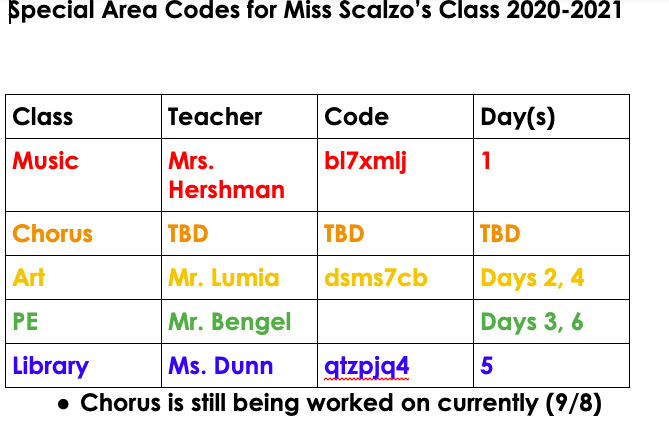 Special Area Codes for Miss Scalzo's Class 2020-2021
Class Teacher Code Day(s)
Music Mrs. Hershman bl7xmlj 1
Chorus TBD TBD TBD
Art Mr. Lumia dsms7cb Days 2, 4
PE Mr. Bengel Days 3, 6
Library Ms. Dunn qtzpjq4 5
• Chorus is still being worked on currently (9/8)